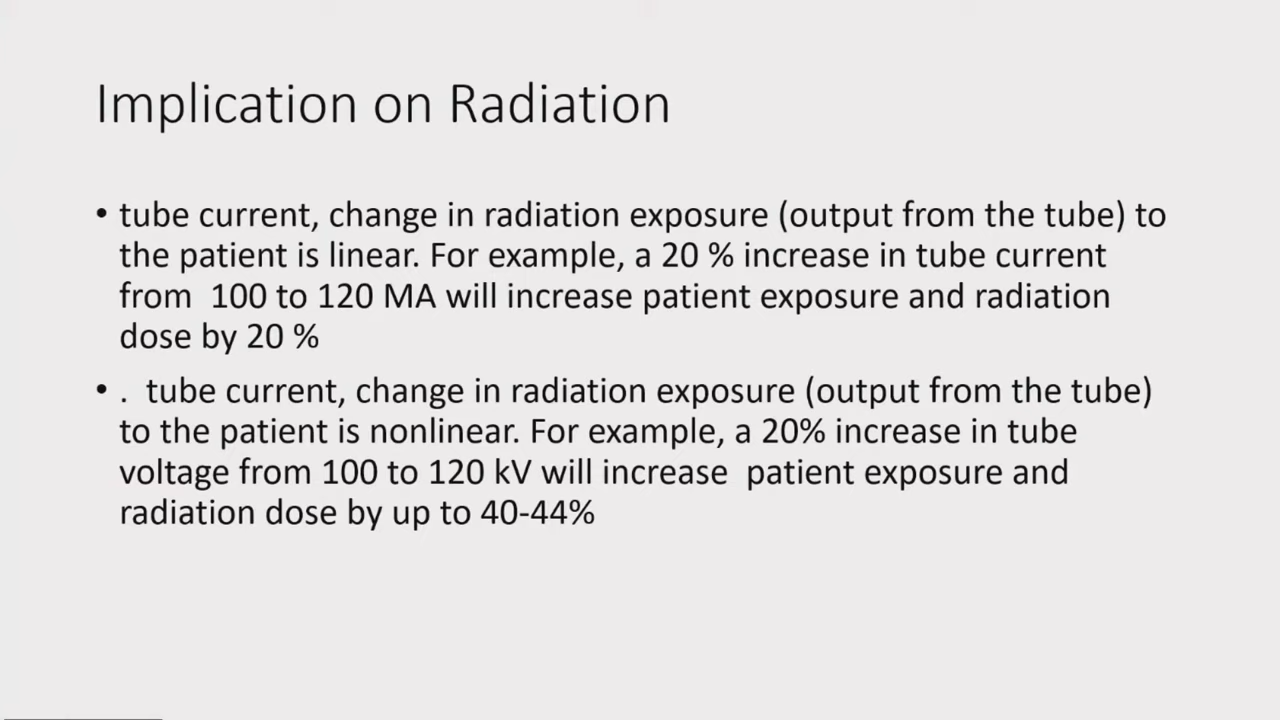 Implication on Radiation
• tube current, change in radiation exposure (output from the tube) to
the patient is linear. For example, a 20 % increase in tube current
from  100 to 120 MA will increase patient exposure and radiation
dose by 20 %
• .  tube current, change in radiation exposure (output from the tube)
to the patient is nonlinear. For example, a 20% increase in tube
voltage from 100 to 120 kV will increase  patient exposure and
radiation dose by up to 40-44%